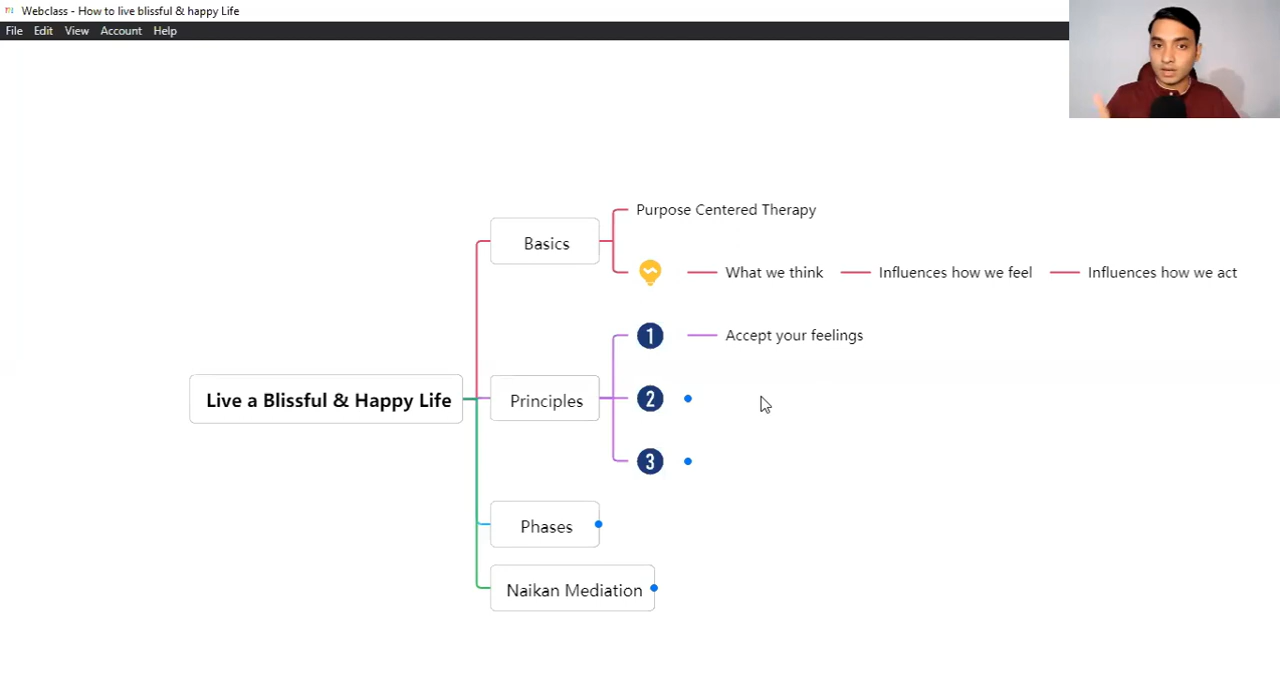 Webclass - How to live blissful & happy Life
File Edit View Account Help
Purpose Centered Therapy
Basics
What we think Influences how we feel Influences how we act
1 Accept your feelings
Live a Blissful & Happy Life
Principles
2
3
Phases
Naikan Mediation